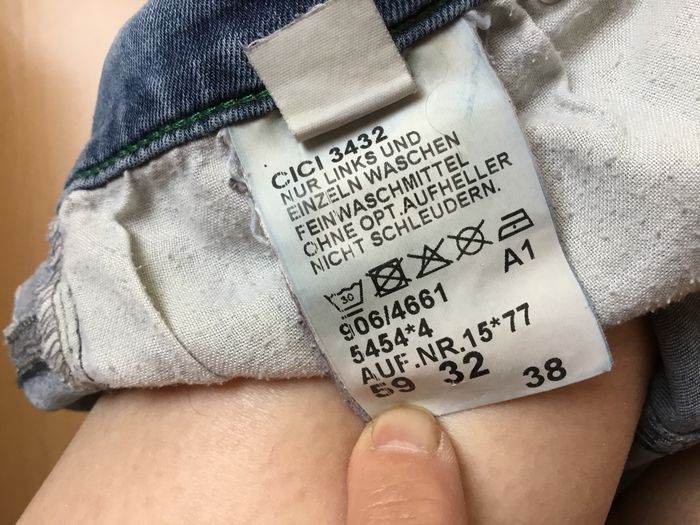 CICI 3432
NUR LINKS UND
EINZELN WASCHEN
FEINWASCHMITTEL
OHNE OPT.AUFHELLER
NICHT SCHLEUDERN.
30
A1
906/4661
5454*4
AUF.NR.15*77
59 32 38